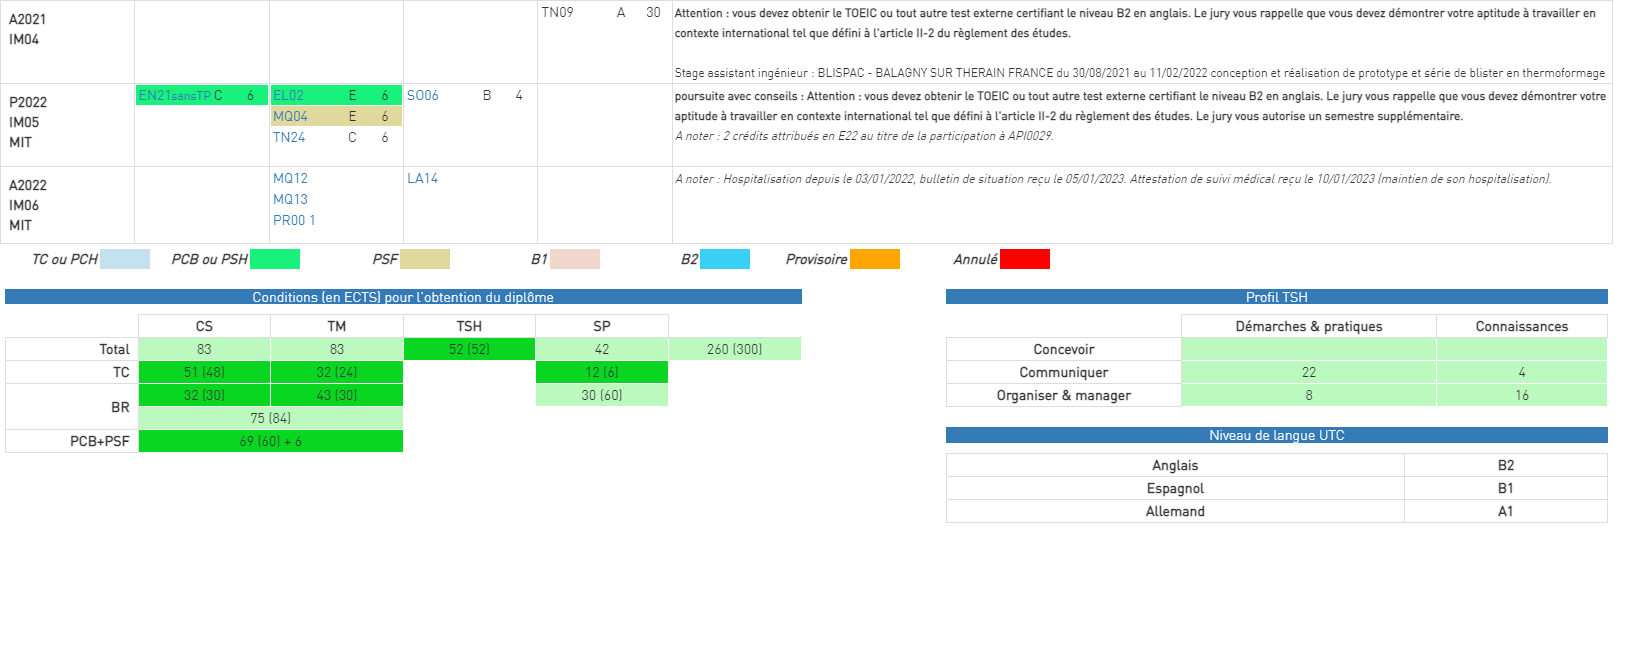 A2021
IM04
TN09 A 30
Attention : vous devez obtenir le TOEIC ou tout autre test externe certifiant le niveau B2 en anglais. Le jury vous rappelle que vous devez démontrer votre aptitude à travailler en
contexte international tel que défini à l'article II-2 du règlement des études.
Stage assistant ingénieur : BLISPAC - BALAGNY SUR THERAIN FRANCE du 30/08/2021 au 11/02/2022 conception et réalisation de prototype et série de blister en thermoformage
P2022
IM05
MIT
EN21sansTP C 6
EL02 E 6
MQ04 E 6
TN24 C 6
SO06 B 4
poursuite avec conseils : Attention : vous devez obtenir le TOEIC ou tout autre test externe certifiant le niveau B2 en anglais. Le jury vous rappelle que vous devez démontrer votre
aptitude à travailler en contexte international tel que défini à l'article II-2 du règlement des études. Le jury vous autorise un semestre supplémentaire.
A noter : 2 crédits attribués en E22 au titre de la participation à API0029.
A2022
IM06
MIT
MQ12
MQ13
PR00 1
LA14
A noter : Hospitalisation depuis le 03/01/2022, bulletin de situation reçu le 05/01/2023. Attestation de suivi médical reçu le 10/01/2023 (maintien de son hospitalisation).
TC ou PCH PCB ou PSH PSF B1 B2 Provisoire Annulé
Conditions (en ECTS) pour l'obtention du diplôme
CS TM TSH SP
Total 83 83 52 (52) 42 260 (300)
TC 51 (48) 32 (24) 12 (6)
BR 32 (30) 43 (30) 30 (60)
75 (84)
PCB+PSF 69 (60) + 6
Profil TSH
Démarches & pratiques Connaissances
Concevoir
Communiquer 22 4
Organiser & manager 8 16
Niveau de langue UTC
Anglais B2
Espagnol B1
Allemand A1